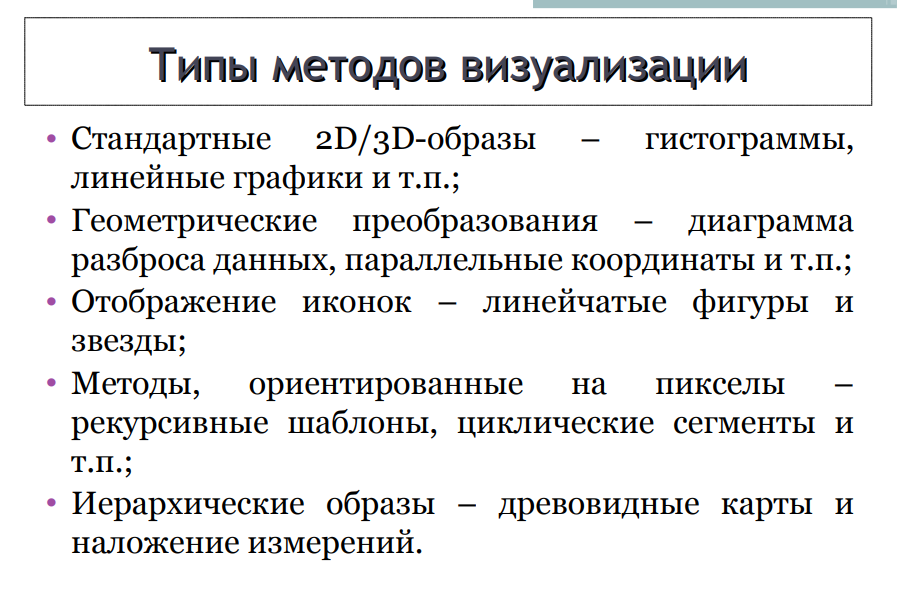 Типы методов визуализации
• Стандартные 2D/3D-образы – гистограммы,
линейные графики и т.п.;
• Геометрические преобразования – диаграмма
разброса данных, параллельные координаты и т.п.;
• Отображение иконок – линейчатые фигуры и
звезды;
• Методы, ориентированные на пикселы –
рекурсивные шаблоны, циклические сегменты и
т.п.;
• Иерархические образы – древовидные карты и
наложение измерений.